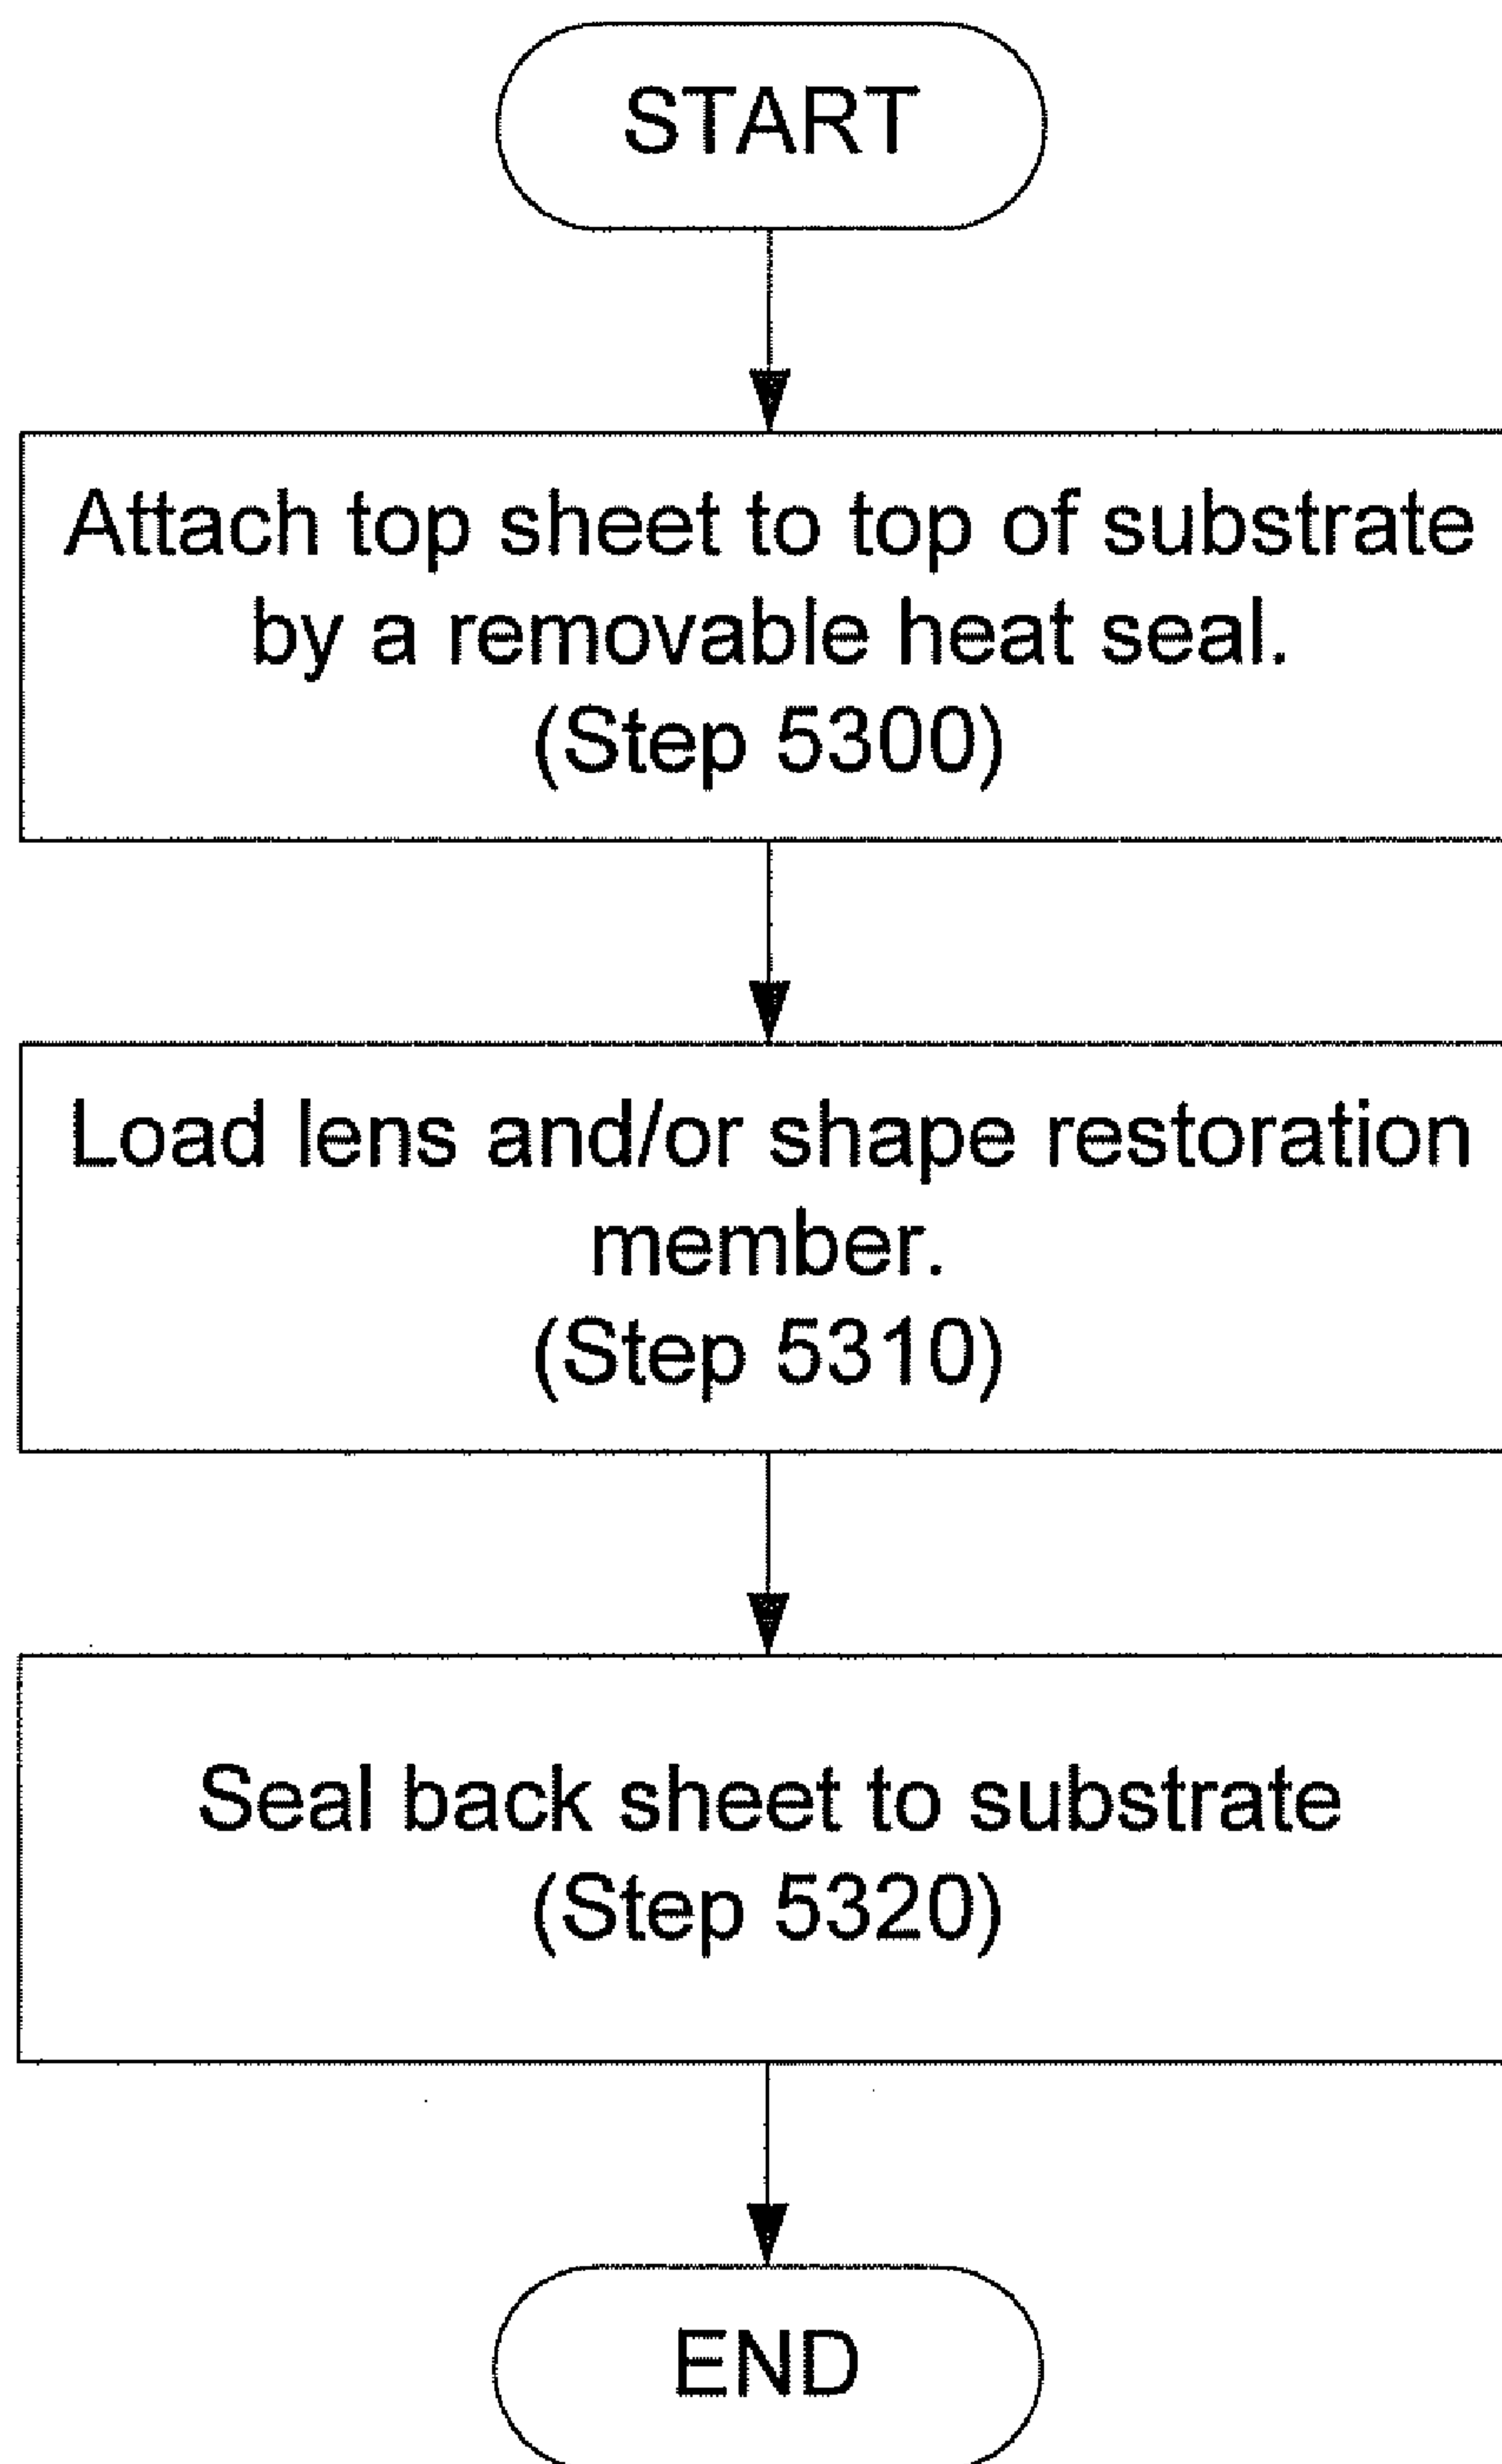 START
Attach top sheet to top of substrate
by a removable heat seal.
(Step 5300)
Load lens and/or shape restoration
member.
(Step 5310)
Seal back sheet to substrate
(Step 5320)
END